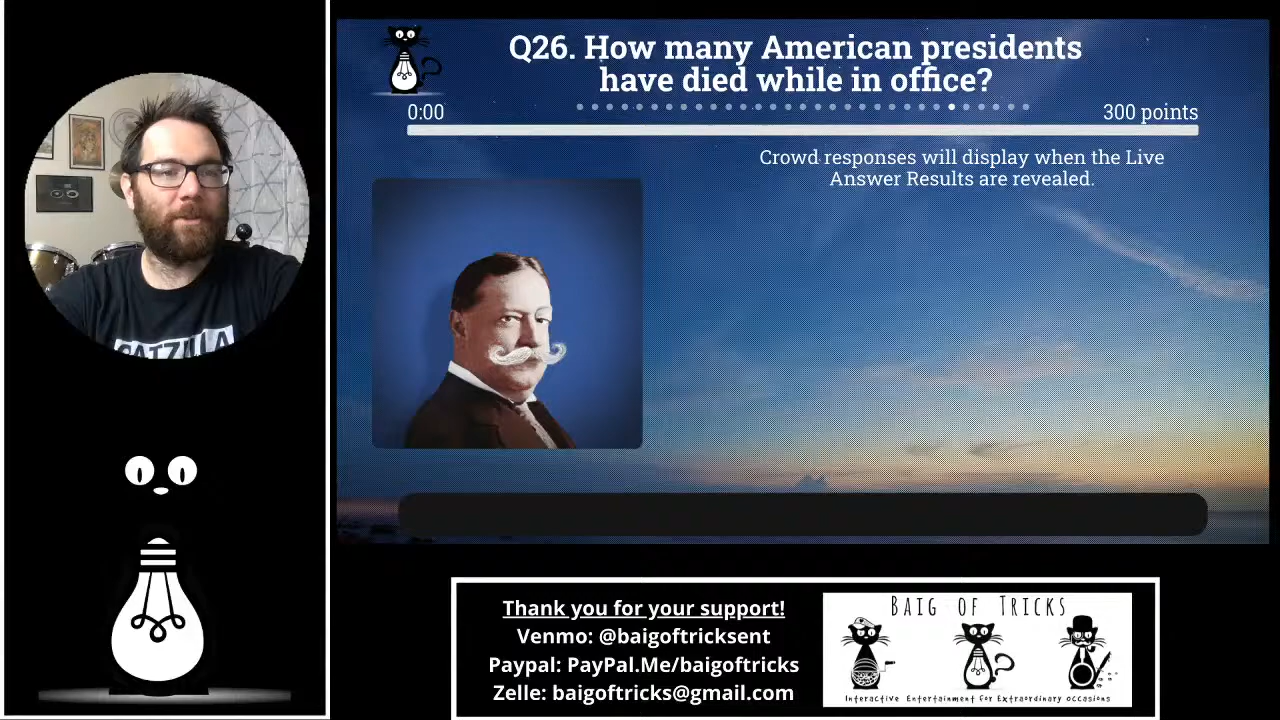 Q26. How many American presidents
have died while in office?
0:00
300 points
Crowd responses will display when the Live
Answer Results are revealed.
CATZILLA
Thank you for your support!
Venmo: @baigoftricksent
Paypal: PayPal.Me/baigoftricks
Zelle: baigoftricks@gmail.com
BAIG OF TRICKS
Interactive Entertainment for Extraordinary Occasions